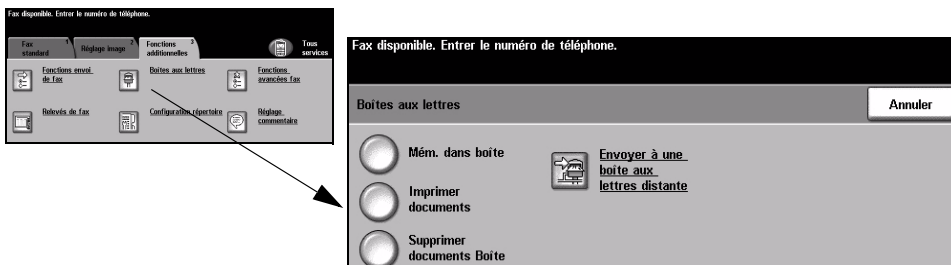 Fax disponible. Entrer le numéro de téléphone.
Fax standard 1
Réglage image 2
Fonctions additionnelles 3
Tous services
Fonctions envoi de fax
Boîtes aux lettres
Fonctions avancées fax
Relevés de fax
Configuration répertoire
Réglage commentaire
Fax disponible. Entrer le numéro de téléphone.
Boîtes aux lettres
Annuler
Mém. dans boîte
Envoyer à une
boîte aux
lettres distante
Imprimer
documents
Supprimer
documents Boîte